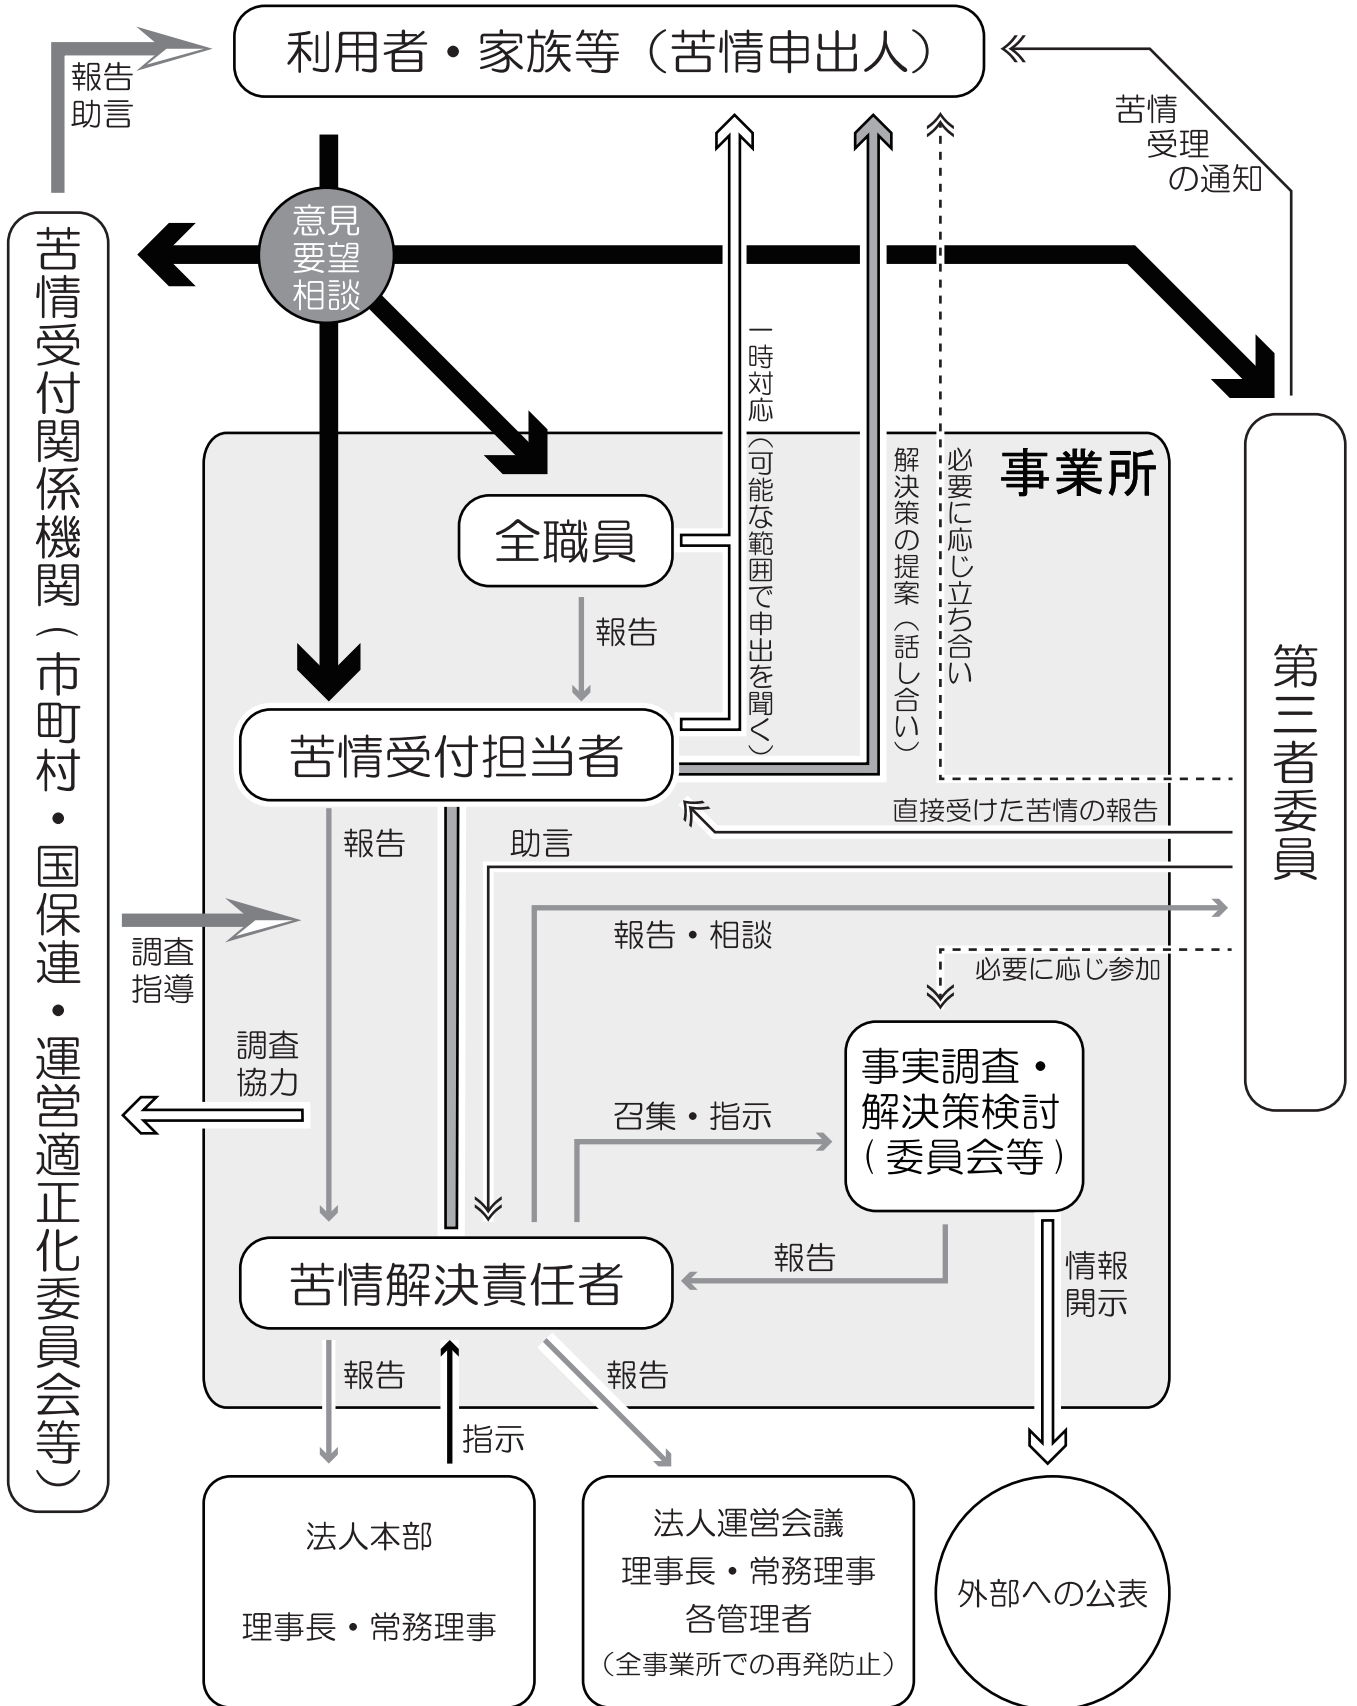 利用者・家族等（苦情申出人）
報告
助言
苦情
受理
の通知
意見
要望
相談
苦情受付関係機関（市町村・国保連・運営適正化委員会等）
一時対応（可能な範囲で申出を聞く）
解決策の提案（話し合い）
必要に応じ立ち合い
事業所
全職員
報告
第三者委員
苦情受付担当者
直接受けた苦情の報告
報告
助言
報告・相談
調査
指導
必要に応じ参加
調査
協力
事実調査・
解決策検討
（委員会等）
召集・指示
報告
情報
開示
苦情解決責任者
報告
報告
指示
法人本部
理事長・常務理事
法人運営会議
理事長・常務理事
各管理者
（全事業所での再発防止）
外部への公表